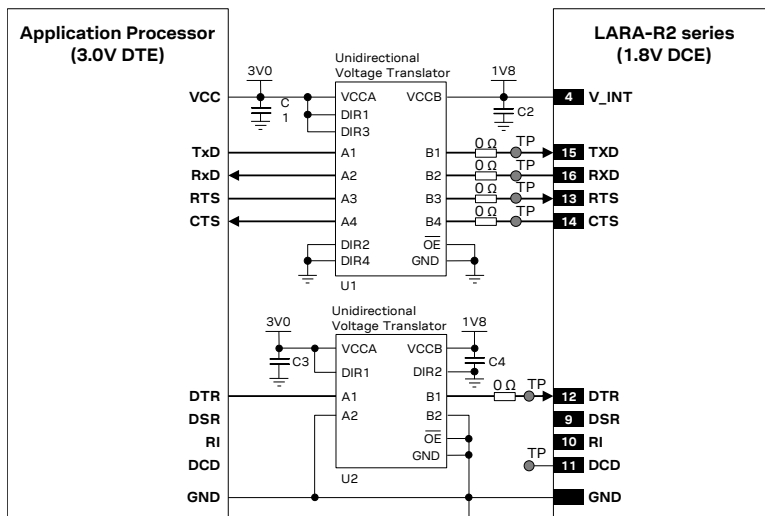 Application Processor
(3.0V DTE)
LARA-R2 series
(1.8V DCE)
Unidirectional
Voltage Translator
3V0
1V8
VCC
C
1
VCCA
VCCB
C2
4
V_INT
DIR1
DIR3
TxD
A1
B1
0 Ω
TP
15
TXD
RxD
A2
B2
0 Ω
TP
16
RXD
RTS
A3
B3
0 Ω
TP
13
RTS
CTS
A4
B4
0 Ω
TP
14
CTS
DIR2
OE
DIR4
GND
U1
Unidirectional
Voltage Translator
3V0
1V8
C3
VCCA
VCCB
C4
DIR1
DIR2
DTR
A1
B1
0 Ω
TP
12
DTR
DSR
A2
B2
9
DSR
RI
OE
10
RI
DCD
GND
TP
11
DCD
U2
GND
GND